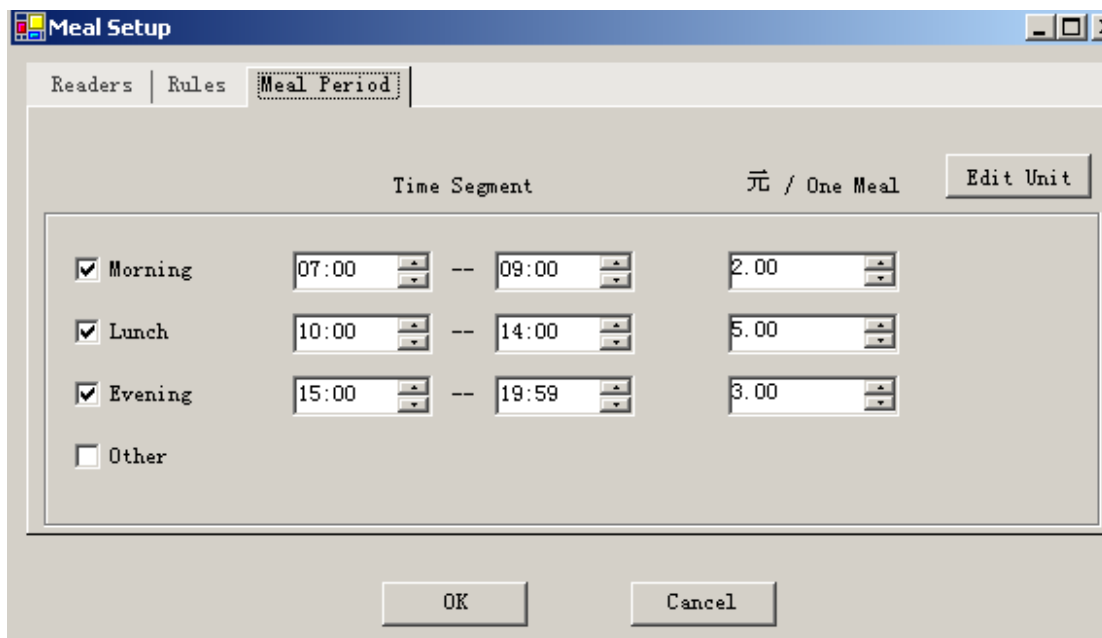 Meal Setup
Readers Rules Meal Period
Time Segment 元 / One Meal Edit Unit
Morning 07:00 -- 09:00 2.00
Lunch 10:00 -- 14:00 5.00
Evening 15:00 -- 19:59 3.00
Other
OK Cancel